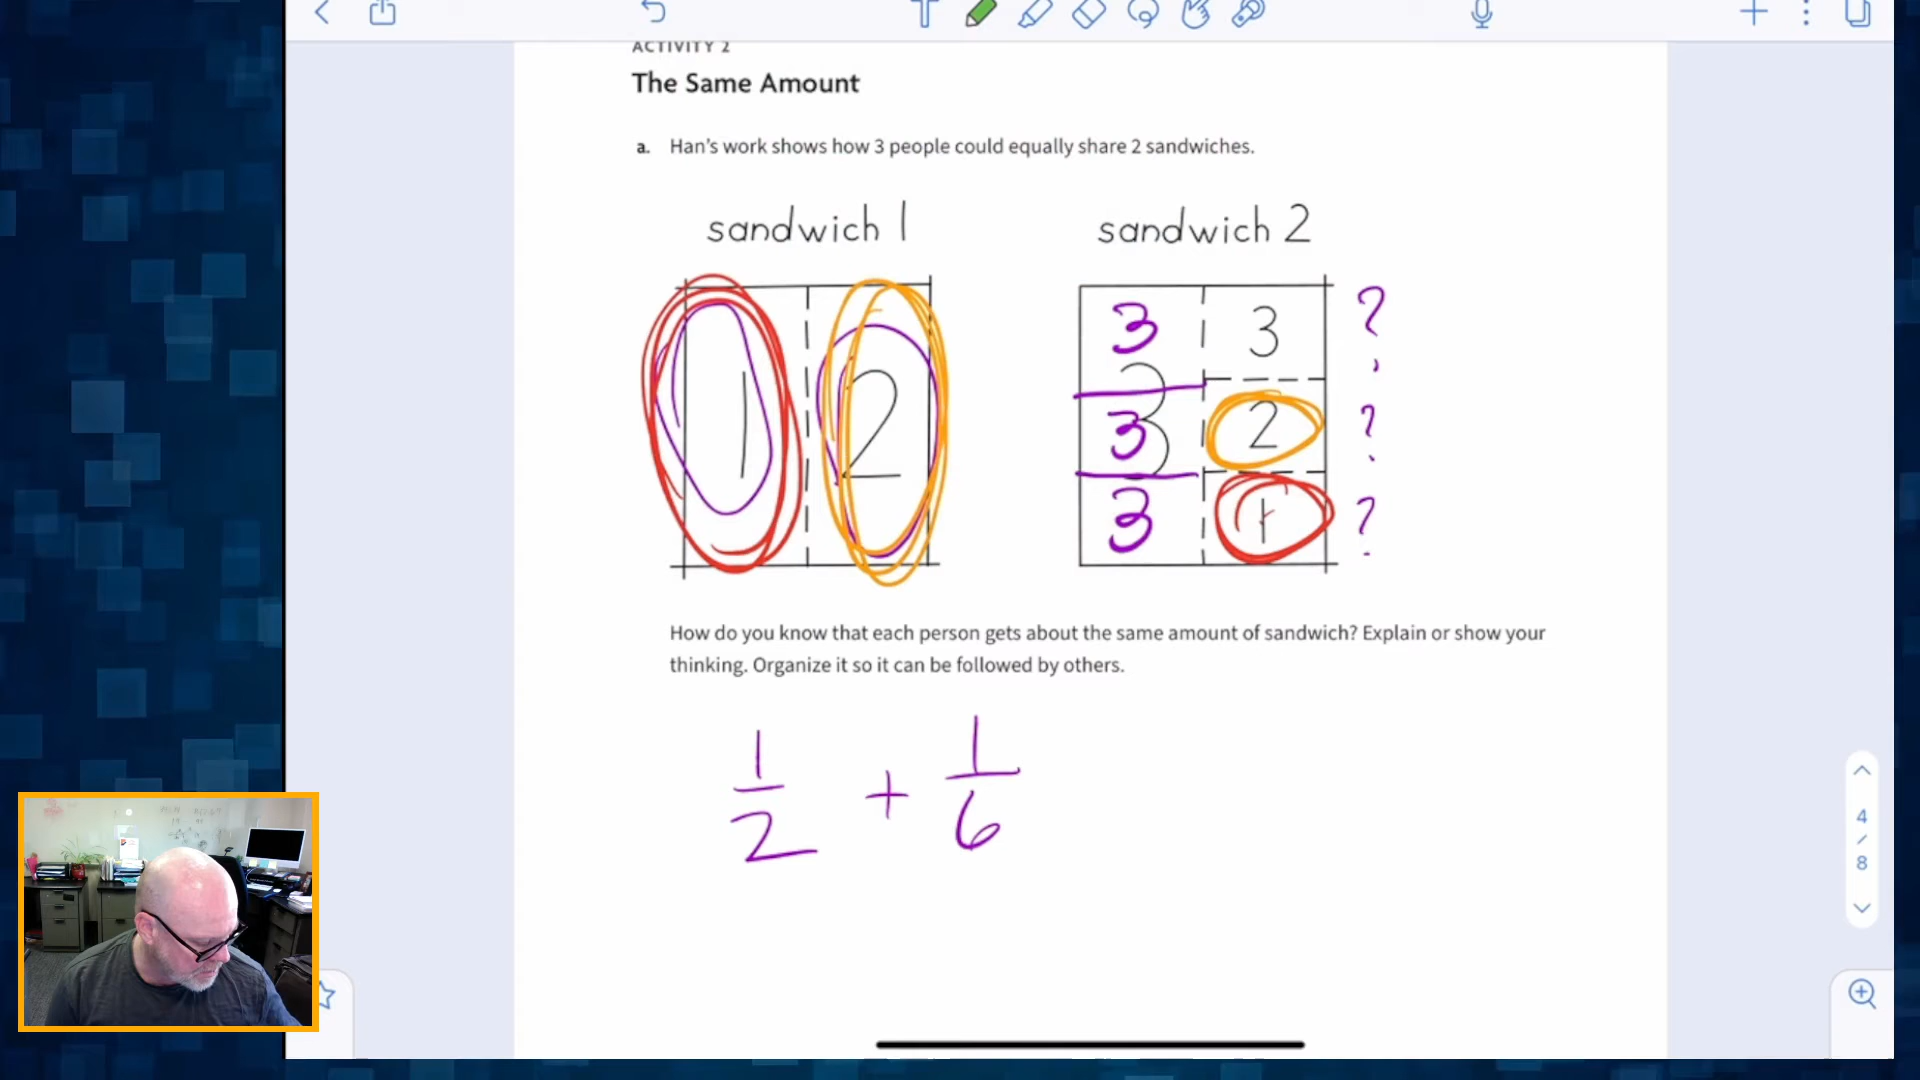 ACTIVITY 2
The Same Amount
a. Han's work shows how 3 people could equally share 2 sandwiches.
sandwich 1
sandwich 2
1 2
3 3 ?
3 3 2 ?
3 1 ?
How do you know that each person gets about the same amount of sandwich? Explain or show your
thinking. Organize it so it can be followed by others.
1/2 + 1/6
4
/
8